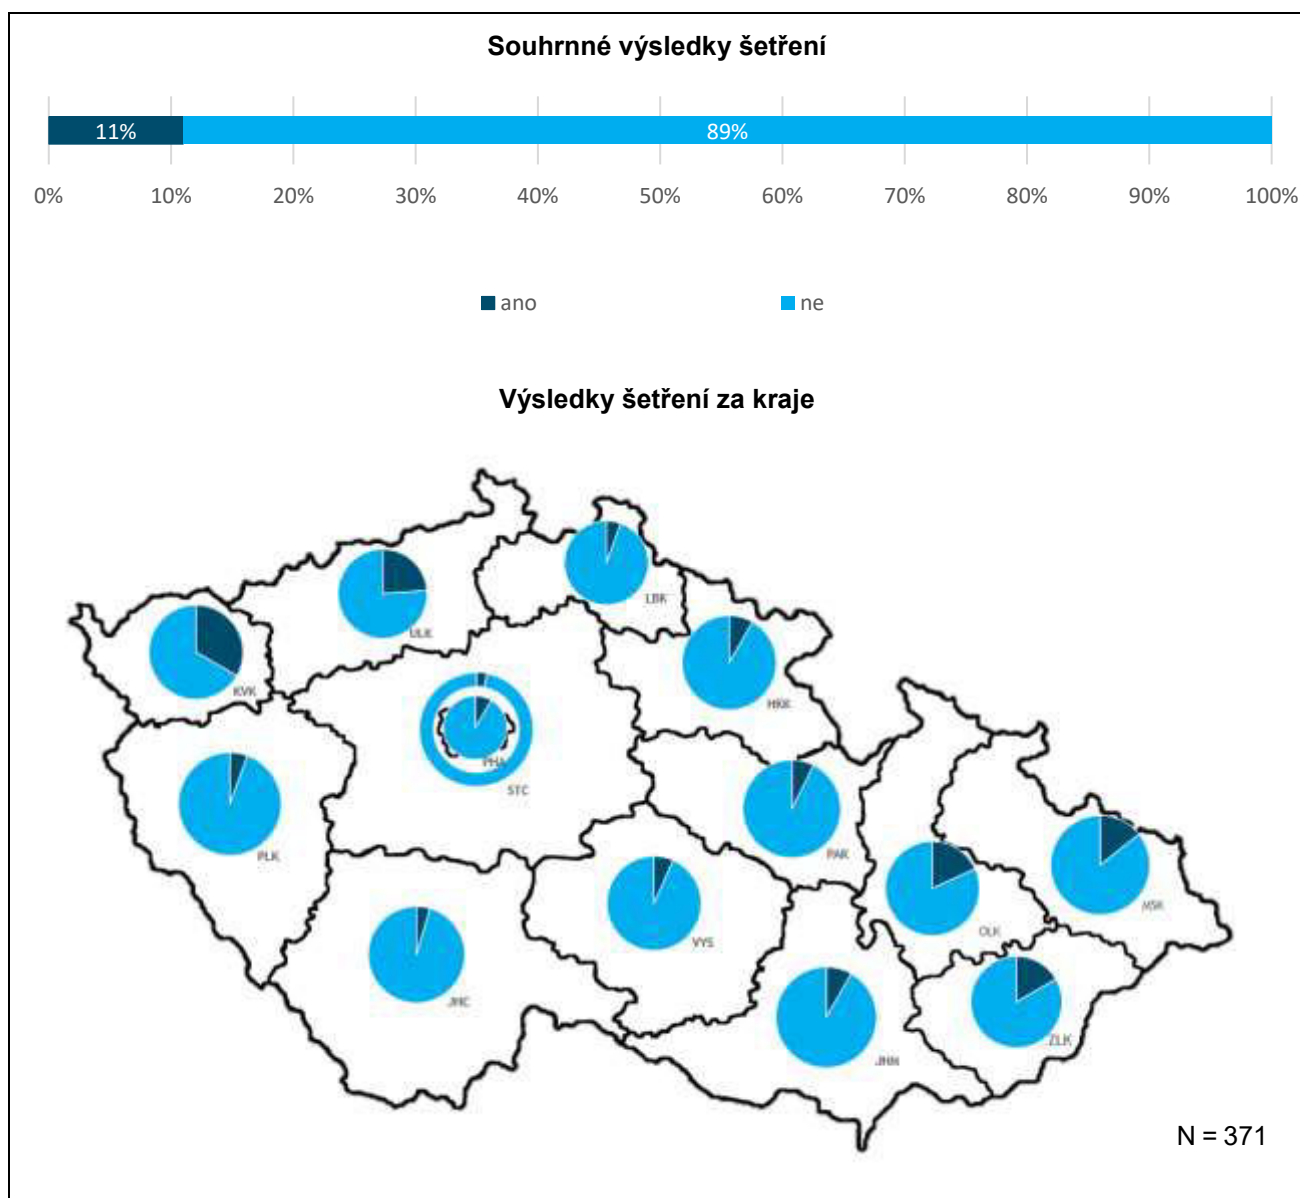 Souhrnné výsledky šetření
11% 89%
0% 10% 20% 30% 40% 50% 60% 70% 80% 90% 100%
ano ne
Výsledky šetření za kraje
LBK
ULK
KVK
HKK
PHA
STC
PLK
PAK
MSK
OLK
VYS
JHC
ZLK
JHM
N = 371